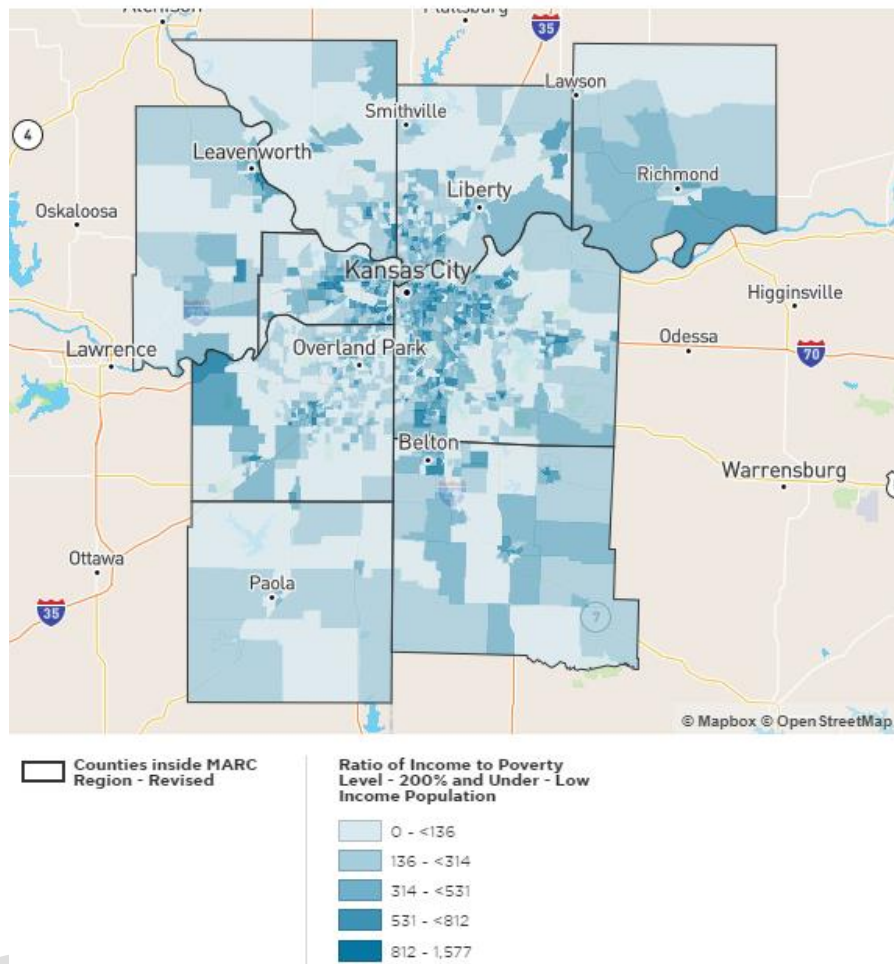 Atchison
Plattsburg
35
Lawson
Smithville
4
Leavenworth
Richmond
Liberty
Oskaloosa
Kansas City
Higginsville
Lawrence
Overland Park
Odessa
70
Belton
Warrensburg
Ottawa
Paola
35
7
© Mapbox © OpenStreetMap
Counties inside MARC
Region - Revised
Ratio of Income to Poverty
Level - 200% and Under - Low
Income Population
0 - <136
136 - <314
314 - <531
531 - <812
812 - 1,577